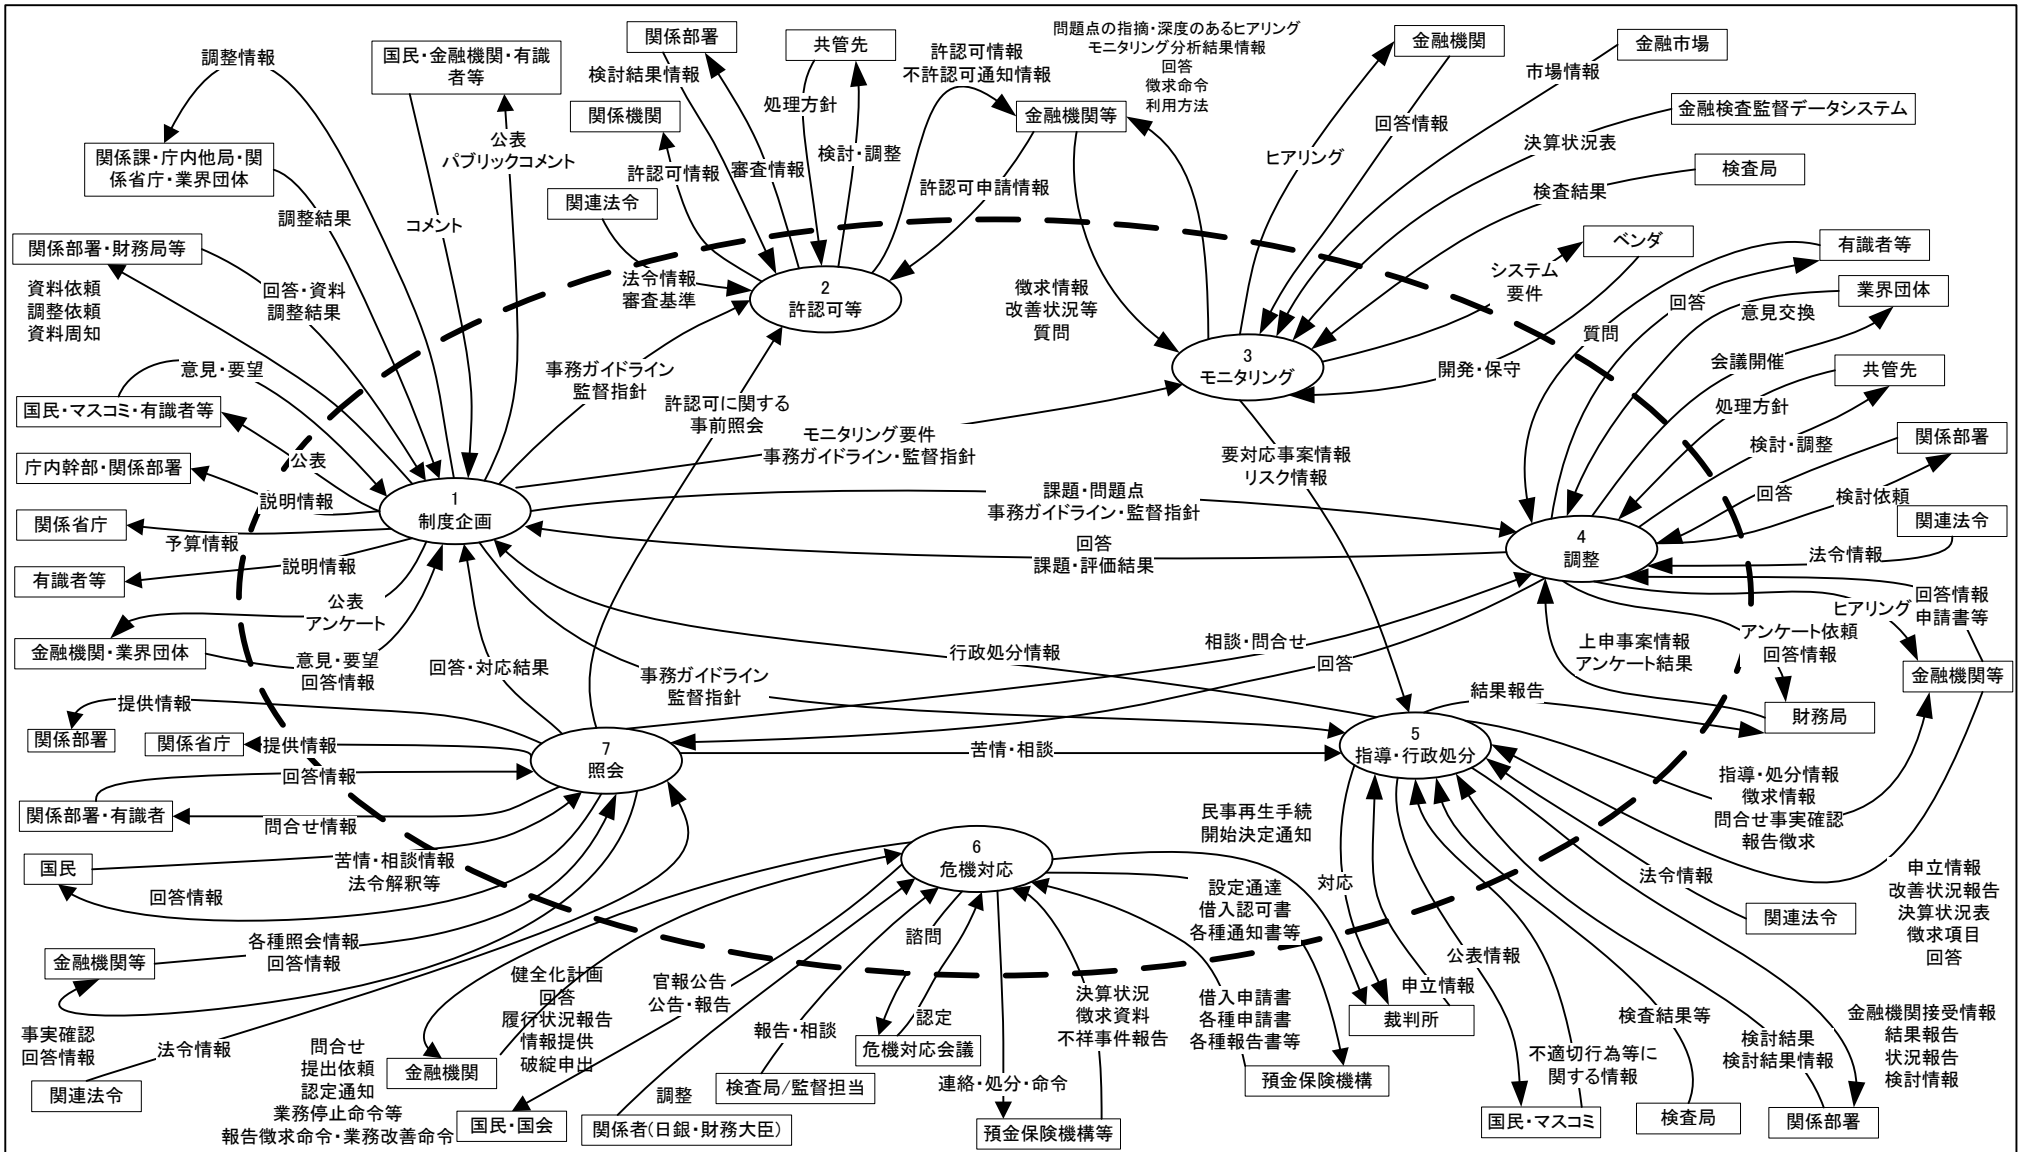 調整情報
国民・金融機関・有識
者等
関係部署
検討結果情報
共管先
許認可情報
不許認可通知情報
問題点の指摘・深度のあるヒアリング
モニタリング分析結果情報
回答
徴求命令
利用方法
金融機関
金融市場
市場情報
金融検査監督データシステム
関係機関
処理方針
金融機関等
回答情報
決算状況表
公表
パブリックコメント
関係課・庁内他局・関
係省庁・業界団体
検討・調整
審査情報
許認可情報
許認可申請情報
ヒアリング
検査局
検査結果
関連法令
調整結果
コメント
関係部署・財務局等
資料依頼
調整依頼
資料周知
回答・資料
調整結果
法令情報
審査基準
2
許認可等
徴求情報
改善状況等
質問
システム
要件
ベンダ
有識者等
業界団体
回答
意見交換
質問
会議開催
3
モニタリング
開発・保守
共管先
処理方針
検討・調整
意見・要望
国民・マスコミ・有識者等
事務ガイドライン
監督指針
許認可に関する
事前照会
モニタリング要件
事務ガイドライン・監督指針
要対応事案情報
リスク情報
関係部署
回答
検討依頼
公表
庁内幹部・関係部署
説明情報
1
制度企画
課題・問題点
事務ガイドライン・監督指針
関連法令
関係省庁
予算情報
回答
課題・評価結果
4
調整
法令情報
有識者等
説明情報
公表
アンケート
金融機関・業界団体
意見・要望
回答情報
回答・対応結果
事務ガイドライン
監督指針
行政処分情報
相談・問合せ
回答
上申事案情報
アンケート結果
ヒアリング
回答情報
申請書等
アンケート依頼
回答情報
金融機関等
結果報告
財務局
提供情報
関係部署
関係省庁
提供情報
回答情報
7
照会
苦情・相談
5
指導・行政処分
関係部署・有識者
問合せ情報
指導・処分情報
徴求情報
問合せ事実確認
報告徴求
国民
苦情・相談情報
法令解釈等
回答情報
6
危機対応
民事再生手続
開始決定通知
対応
設定通達
借入認可書
各種通知書等
法令情報
関連法令
申立情報
改善状況報告
決算状況表
徴求項目
回答
金融機関等
各種照会情報
回答情報
諮問
公表情報
健全化計画
回答
履行状況報告
情報提供
破綻申出
官報公告
公告・報告
決算状況
徴求資料
不祥事件報告
借入申請書
各種申請書
各種報告書等
申立情報
裁判所
検査結果等
検討結果
検討結果情報
金融機関接受情報
結果報告
状況報告
検討情報
事実確認
回答情報
法令情報
報告・相談
認定
危機対応会議
不適切行為等に
関する情報
問合せ
提出依頼
認定通知
業務停止命令等
報告徴求命令・業務改善命令
金融機関
関連法令
検査局/監督担当
連絡・処分・命令
預金保険機構
調整
国民・国会
関係者(日銀・財務大臣)
預金保険機構等
国民・マスコミ
検査局
関係部署